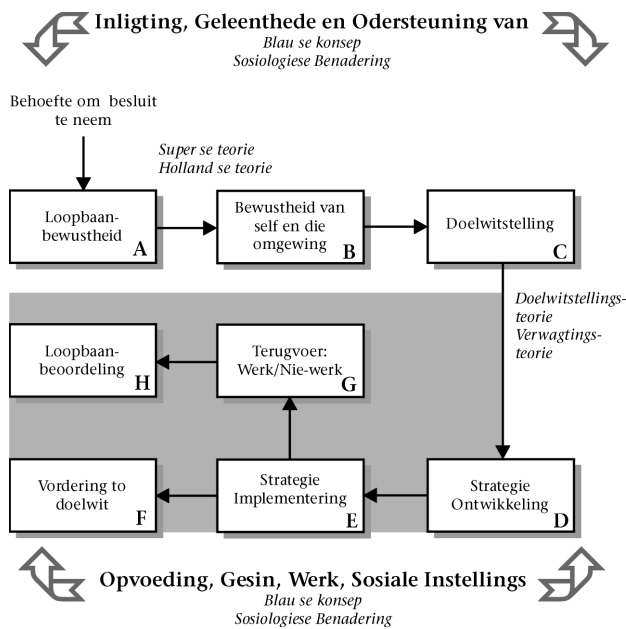 Inligting, Geleenthede en Odersteuning van
Blau se konsep
Sosiologiese Benadering
Behoefte om besluit
te neem
Super se teorie
Holland se teorie
Loopbaan-
bewustheid
A
Bewustheid van
self en die
omgewing
B
Doelwitstelling
C
Doelwitstellings-
teorie
Verwagtings-
teorie
Loopbaan-
beoordeling
H
Terugvoer:
Werk/Nie-werk
G
Vordering to
doelwit
F
Strategie
Implementering
E
Strategie
Ontwikkeling
D
Opvoeding, Gesin, Werk, Sosiale Instellings
Blau se konsep
Sosiologiese Benadering